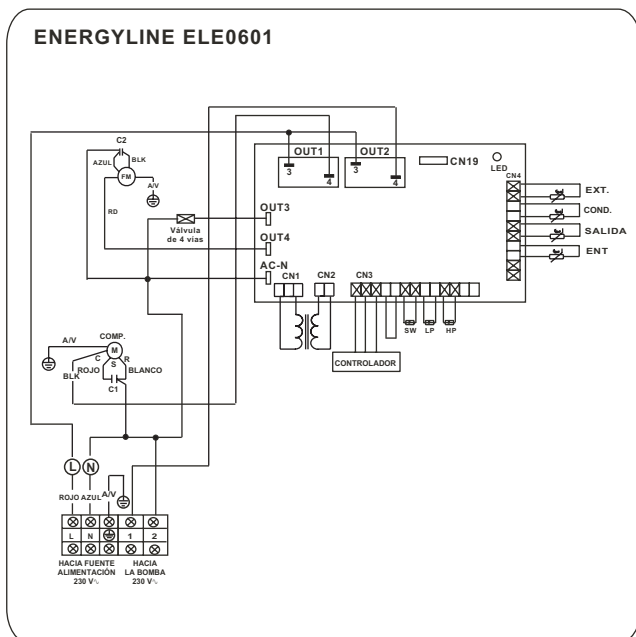 ENERGYLINE ELE0601
C2
AZUL
BLK
FM
A/V
RD
OUT1
OUT2
3
4
3
4
CN19
LED
CN4
EXT.
COND.
SALIDA
ENT
OUT3
Válvula
de 4 vias
OUT4
AC-N
CN1
CN2
CN3
SW
LP
HP
CONTROLADOR
A/V
COMP.
M
C
S
R
BLK
ROJO
BLANCO
C1
L
N
ROJO
AZUL
A/V
L
N
1
2
HACIA FUENTE
ALIMENTACIÓN
230 V∿
HACIA
LA BOMBA
230 V∿